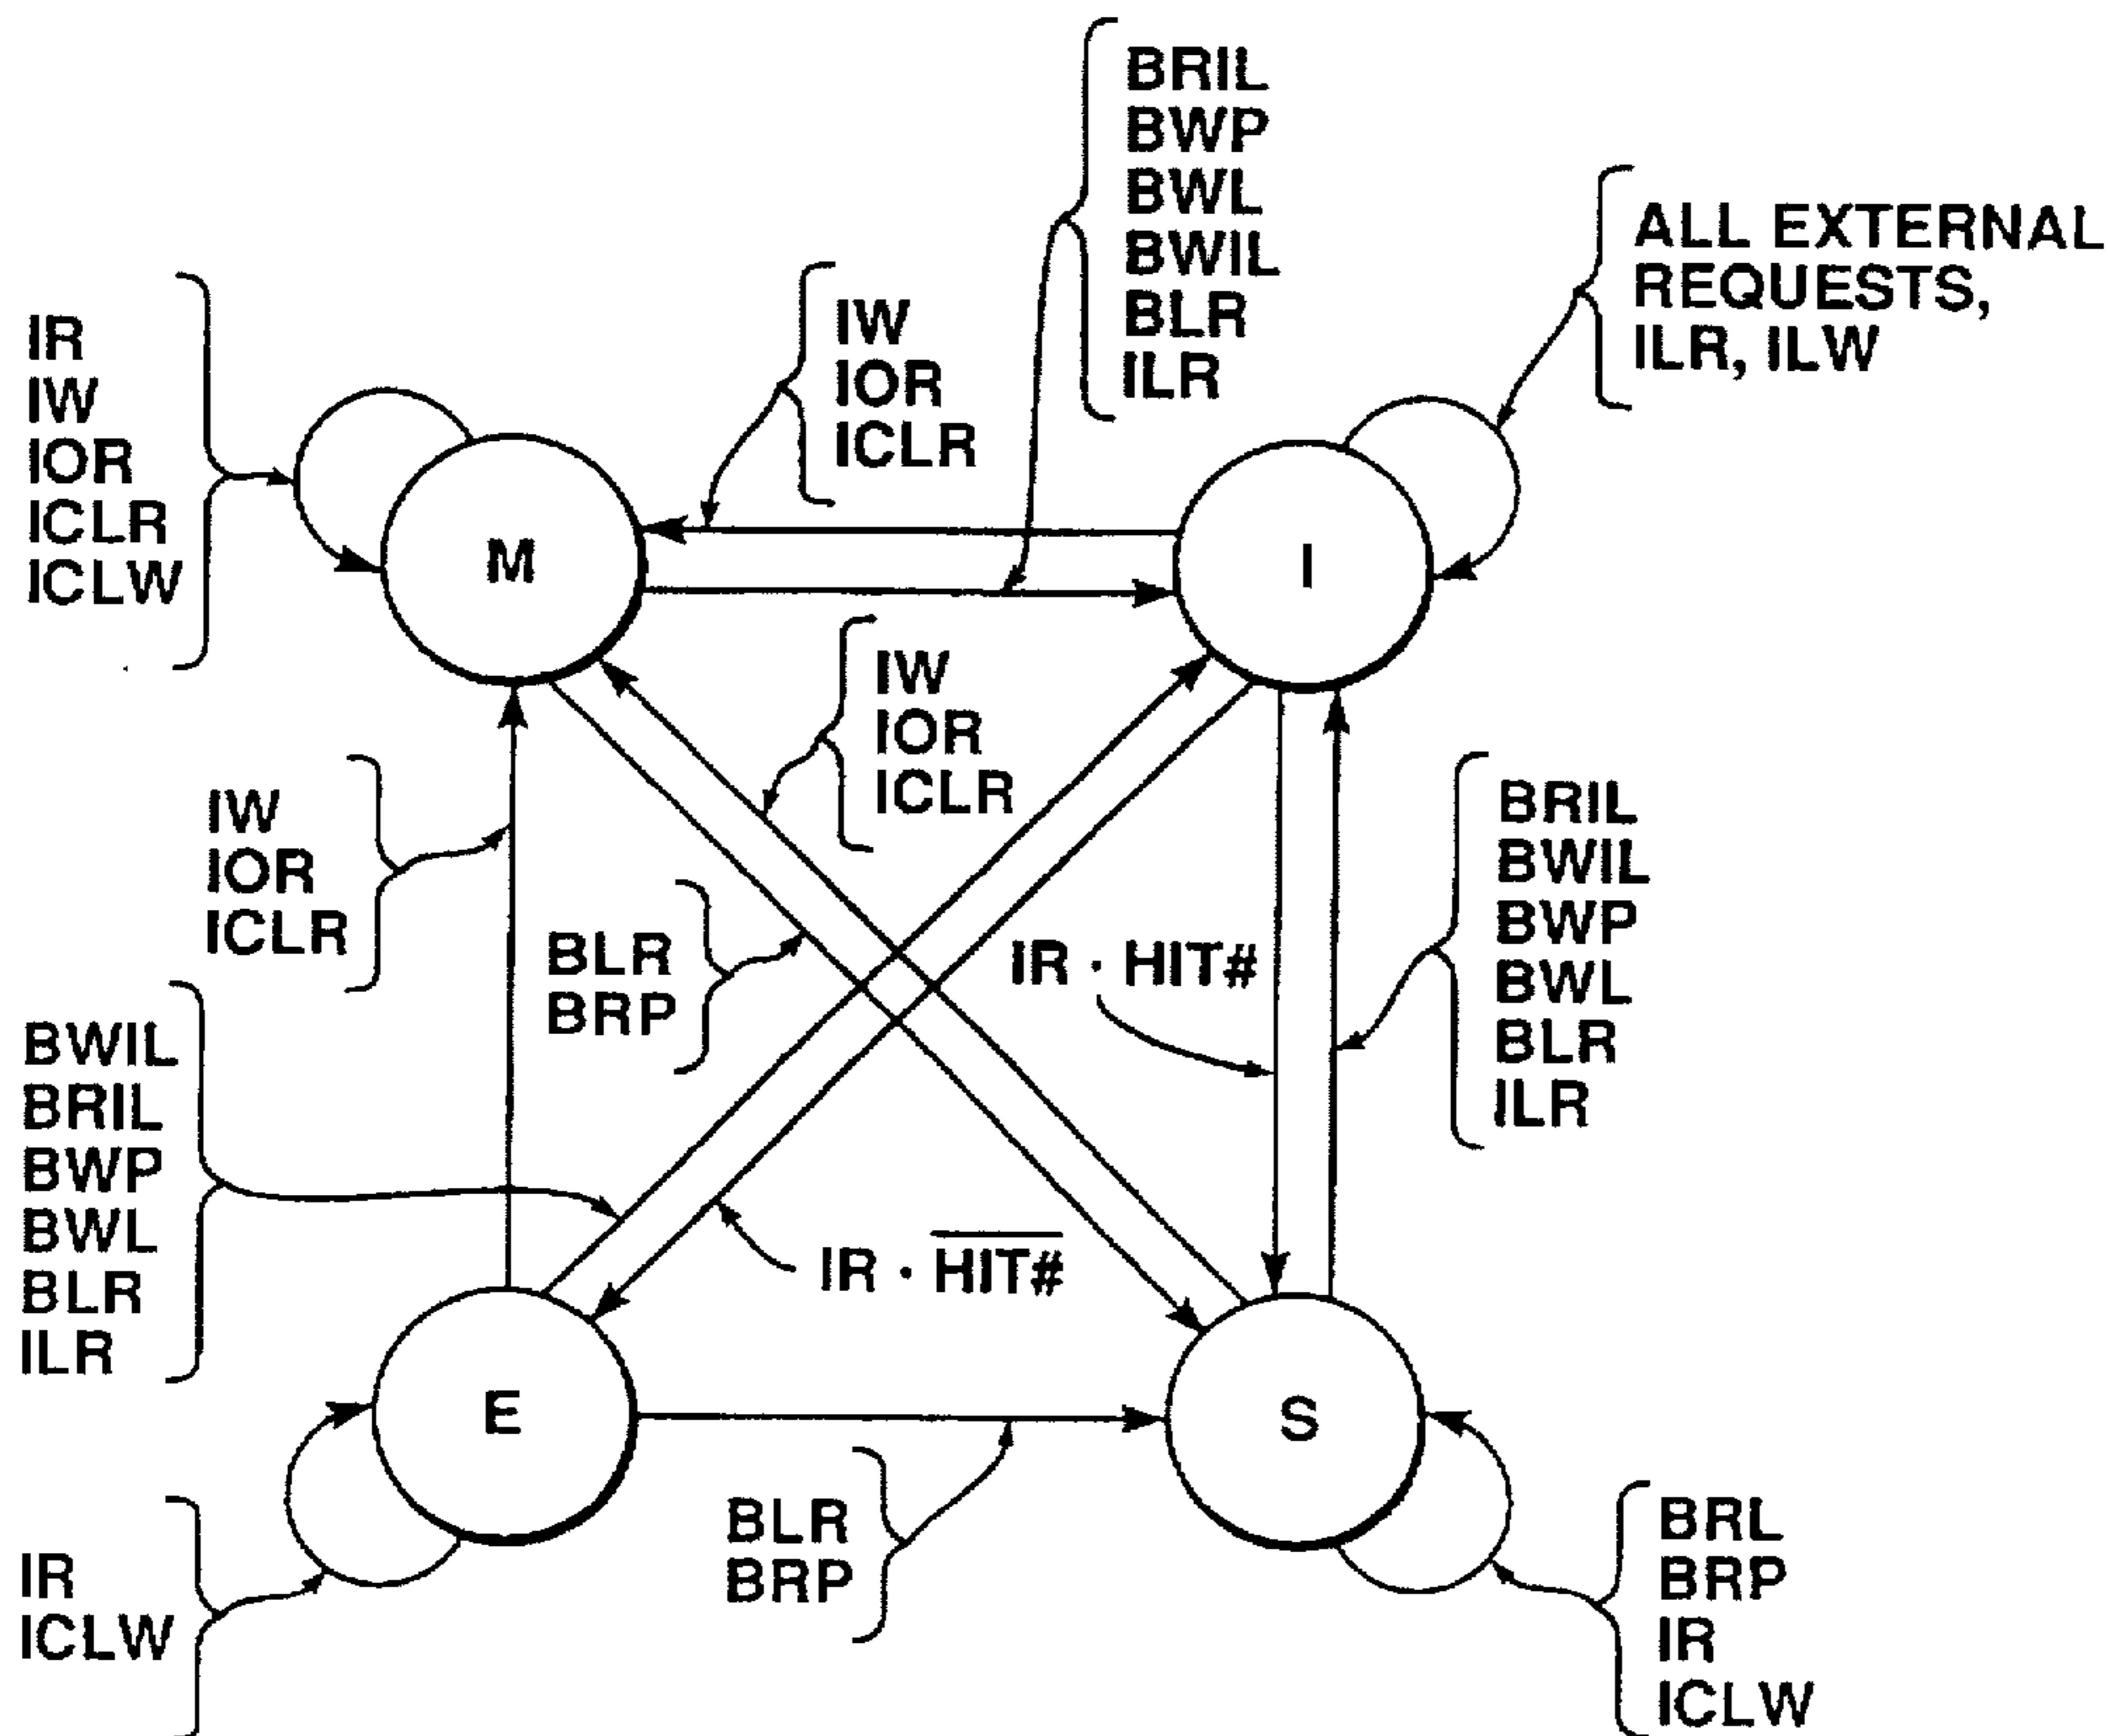 BRIL
BWP
BWL
BWIL
BLR
ILR
ALL EXTERNAL
REQUESTS,
ILR, ILW
IW
IOR
ICLR
IR
IW
IOR
ICLR
ICLW
M
I
IW
IOR
ICLR
IW
IOR
ICLR
BLR
BRP
IR · HIT#
BRIL
BWIL
BWP
BWL
BLR
ILR
BWIL
BRIL
BWP
BWL
BLR
ILR
IR · H̅I̅T̅#̅
E
S
BLR
BRP
IR
ICLW
BRL
BRP
IR
ICLW